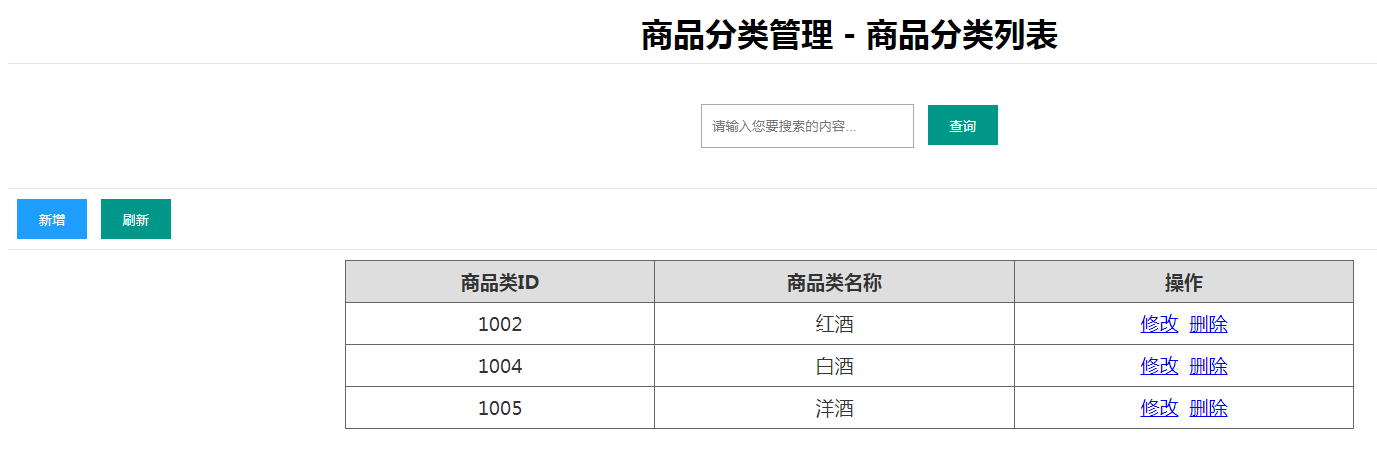 商品分类管理 - 商品分类列表
请输入您要搜索的内容... 查询
新增 刷新
商品类ID 商品类名称 操作
1002 红酒 修改 删除
1004 白酒 修改 删除
1005 洋酒 修改 删除